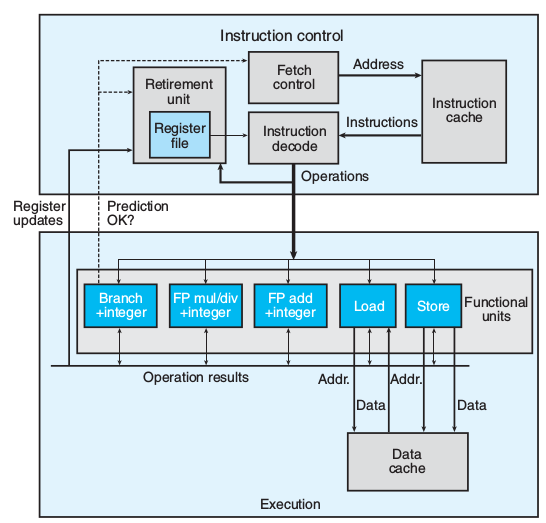 Instruction control
Fetch
control
Address
Retirement
unit
Instruction
cache
Register
file
Instruction
decode
Instructions
Operations
Register
updates
Prediction
OK?
Branch
+integer
FP mul/div
+integer
FP add
+integer
Load
Store
Functional
units
Operation results
Addr.
Addr.
Data
Data
Data
cache
Execution